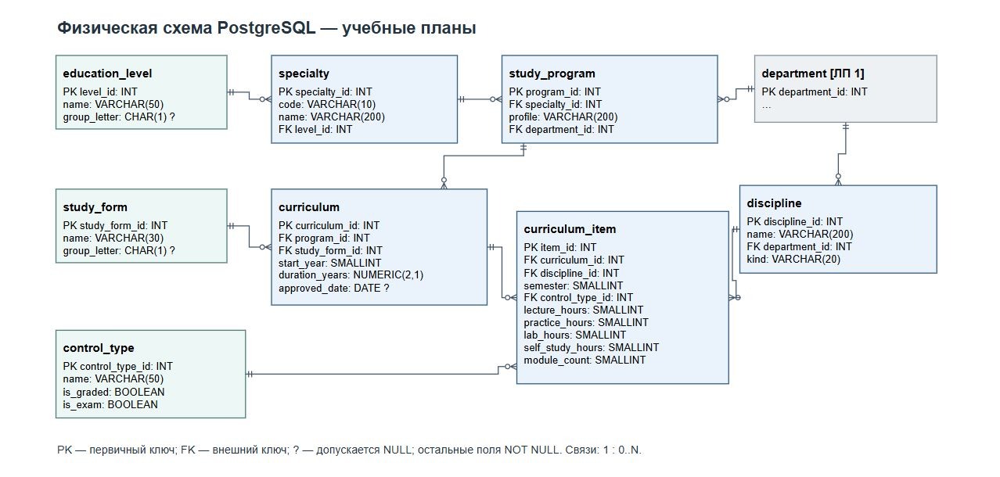 Физическая схема PostgreSQL — учебные планы
education_level
PK level_id: INT
name: VARCHAR(50)
group_letter: CHAR(1) ?
specialty
PK specialty_id: INT
code: VARCHAR(10)
name: VARCHAR(200)
FK level_id: INT
study_program
PK program_id: INT
FK specialty_id: INT
profile: VARCHAR(200)
FK department_id: INT
department [ЛП 1]
PK department_id: INT
...
study_form
PK study_form_id: INT
name: VARCHAR(30)
group_letter: CHAR(1) ?
curriculum
PK curriculum_id: INT
FK program_id: INT
FK study_form_id: INT
start_year: SMALLINT
duration_years: NUMERIC(2,1)
approved_date: DATE ?
curriculum_item
PK item_id: INT
FK curriculum_id: INT
FK discipline_id: INT
semester: SMALLINT
FK control_type_id: INT
lecture_hours: SMALLINT
practice_hours: SMALLINT
lab_hours: SMALLINT
self_study_hours: SMALLINT
module_count: SMALLINT
discipline
PK discipline_id: INT
name: VARCHAR(200)
FK department_id: INT
kind: VARCHAR(20)
control_type
PK control_type_id: INT
name: VARCHAR(50)
is_graded: BOOLEAN
is_exam: BOOLEAN
PK — первичный ключ; FK — внешний ключ; ? — допускается NULL; остальные поля NOT NULL. Связи: 1 : 0..N.